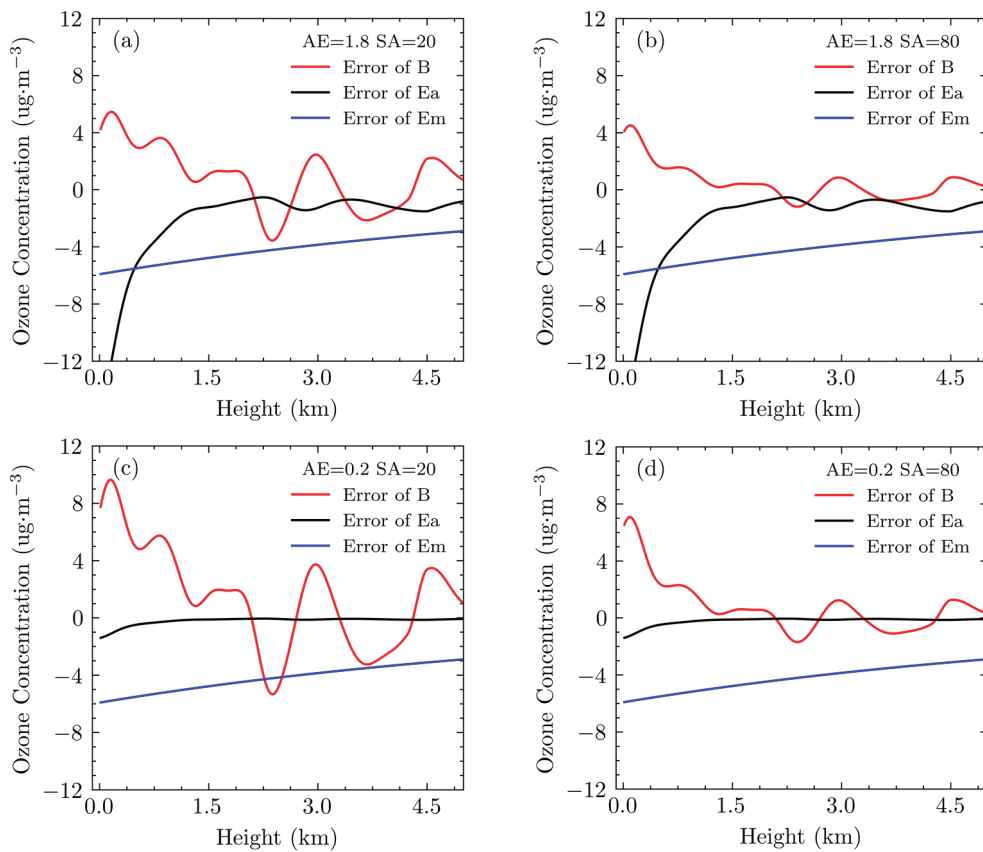 (a)
AE=1.8 SA=20
Error of B
Error of Ea
Error of Em
12
8
4
0
−4
−8
−12
Ozone Concentration (ug·m⁻³)
0.0 1.5 3.0 4.5
Height (km)
(b)
AE=1.8 SA=80
Error of B
Error of Ea
Error of Em
12
8
4
0
−4
−8
−12
Ozone Concentration (ug·m⁻³)
0.0 1.5 3.0 4.5
Height (km)
(c)
AE=0.2 SA=20
Error of B
Error of Ea
Error of Em
12
8
4
0
−4
−8
−12
Ozone Concentration (ug·m⁻³)
0.0 1.5 3.0 4.5
Height (km)
(d)
AE=0.2 SA=80
Error of B
Error of Ea
Error of Em
12
8
4
0
−4
−8
−12
Ozone Concentration (ug·m⁻³)
0.0 1.5 3.0 4.5
Height (km)